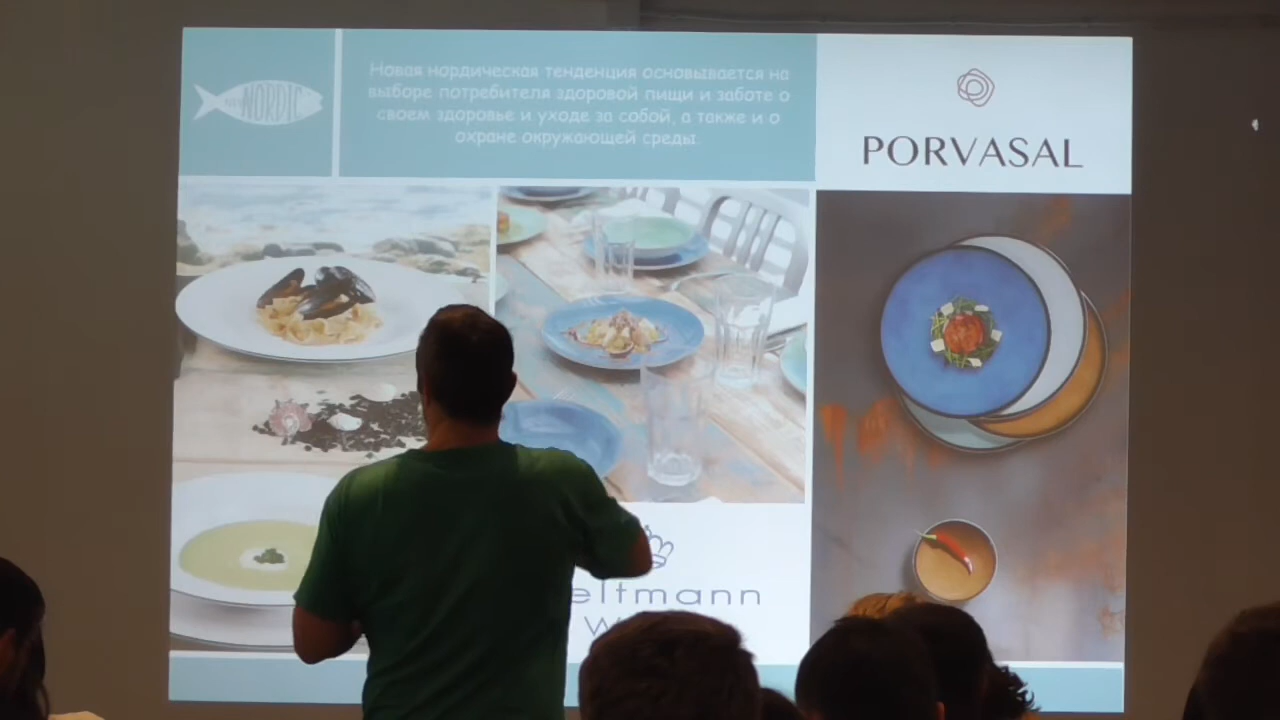 NORDIC
Новая нордическая тенденция основывается на
выборе потребителя здоровой пищи и заботе о
своем здоровье и уходе за собой, а также и о
охране окружающей среды.
PORVASAL
eltmann
W